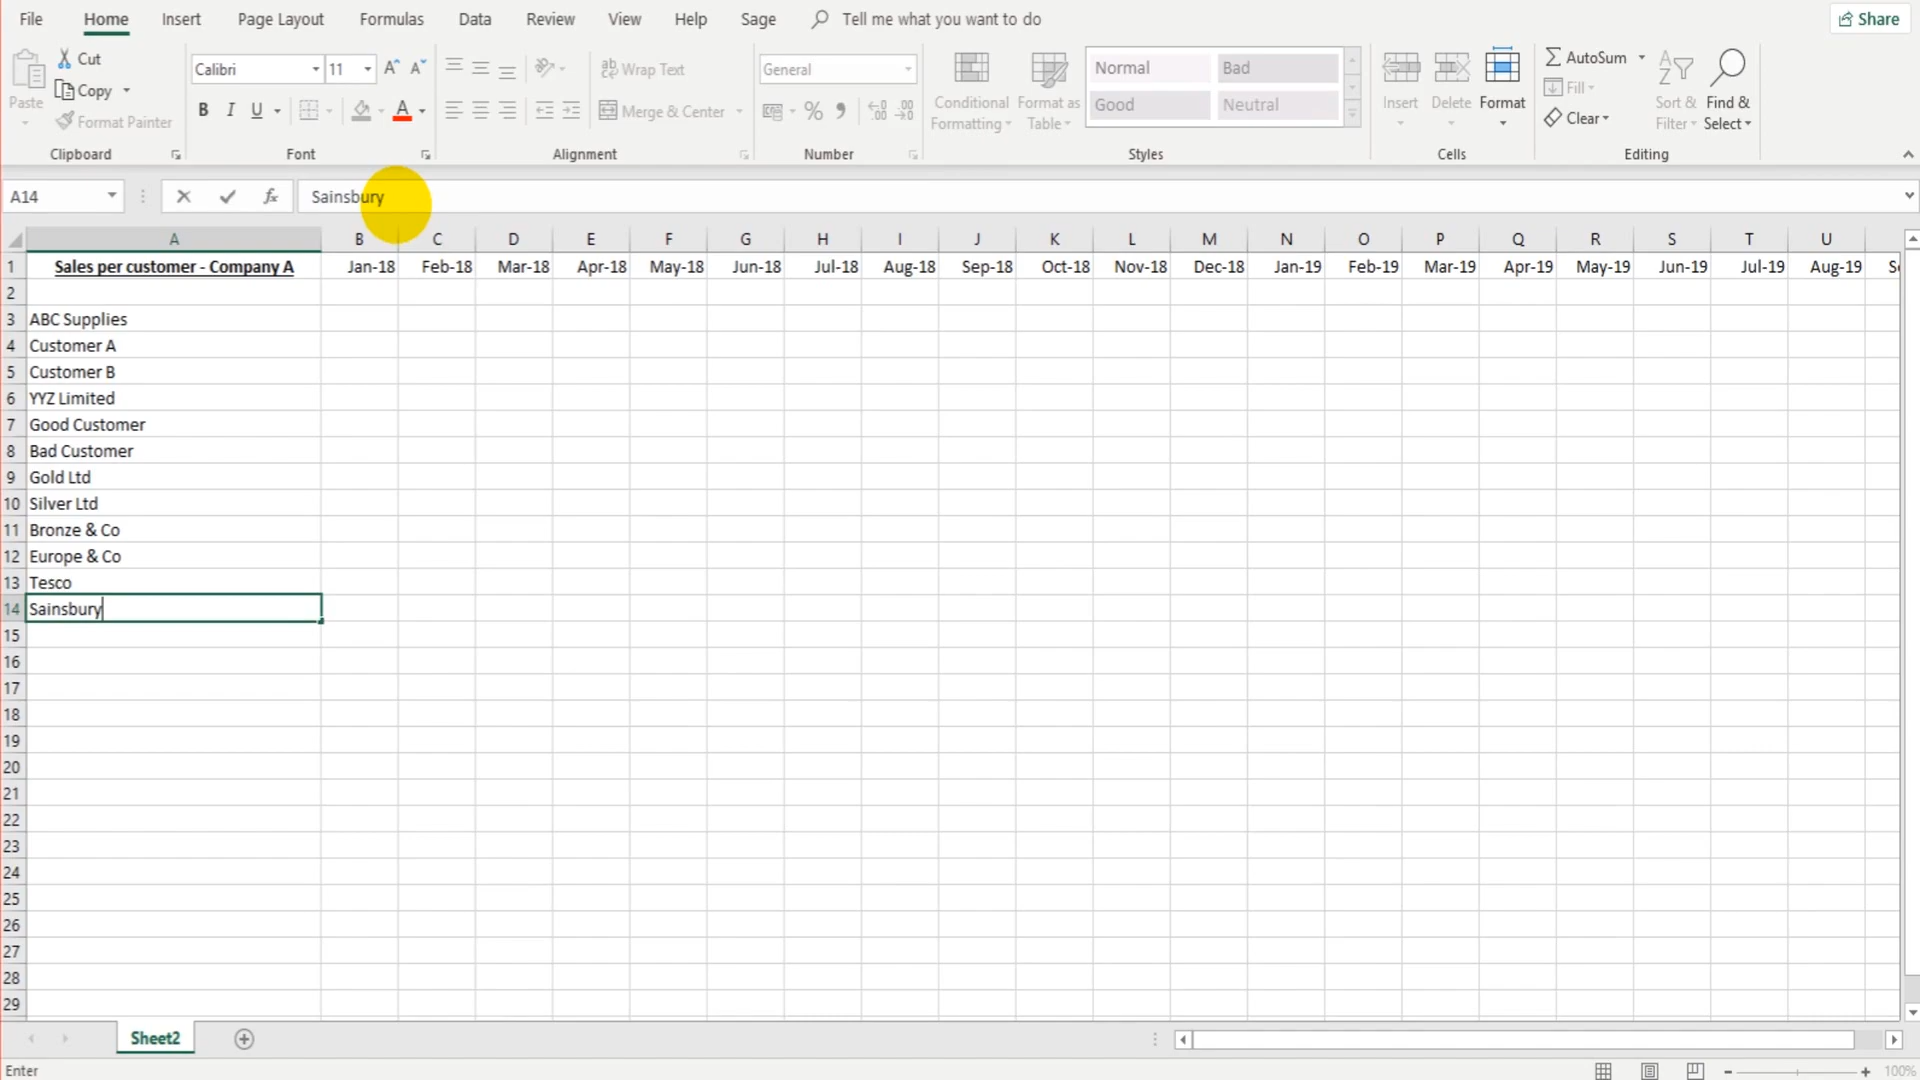 File Home Insert Page Layout Formulas Data Review View Help Sage Tell me what you want to do Share
Cut
Copy
Format Painter
Paste
Clipboard
Calibri 11
B I U
Font
Wrap Text
Merge & Center
Alignment
General
%
Number
Conditional Formatting
Format as Table
Normal Bad
Good Neutral
Styles
Insert Delete Format
Cells
AutoSum
Fill
Clear
Sort & Filter
Find & Select
Editing
A14 fx Sainsbury
A B C D E F G H I J K L M N O P Q R S T U
1 Sales per customer - Company A Jan-18 Feb-18 Mar-18 Apr-18 May-18 Jun-18 Jul-18 Aug-18 Sep-18 Oct-18 Nov-18 Dec-18 Jan-19 Feb-19 Mar-19 Apr-19 May-19 Jun-19 Jul-19 Aug-19
2
3 ABC Supplies
4 Customer A
5 Customer B
6 YYZ Limited
7 Good Customer
8 Bad Customer
9 Gold Ltd
10 Silver Ltd
11 Bronze & Co
12 Europe & Co
13 Tesco
14 Sainsbury
15
16
17
18
19
20
21
22
23
24
25
26
27
28
29
Sheet2
Enter 100%